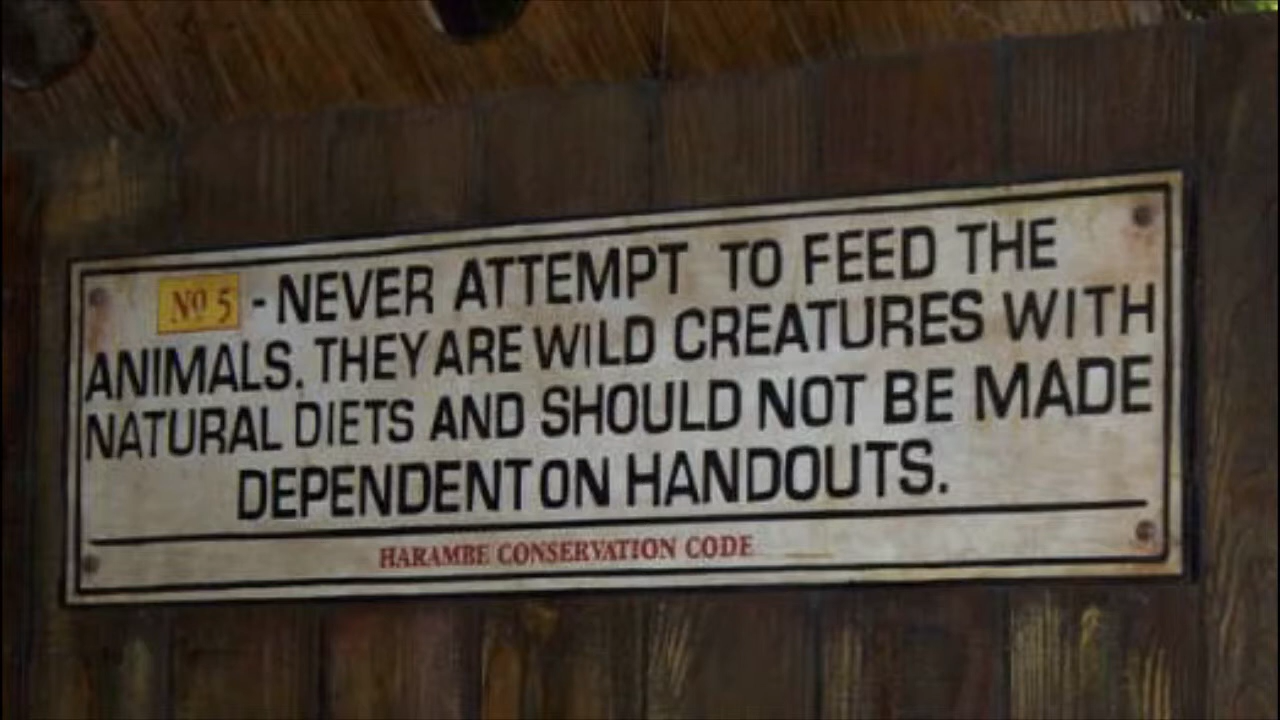 Nº 5 - NEVER ATTEMPT TO FEED THE
ANIMALS. THEY ARE WILD CREATURES WITH
NATURAL DIETS AND SHOULD NOT BE MADE
DEPENDENT ON HANDOUTS.
HARAMBE CONSERVATION CODE